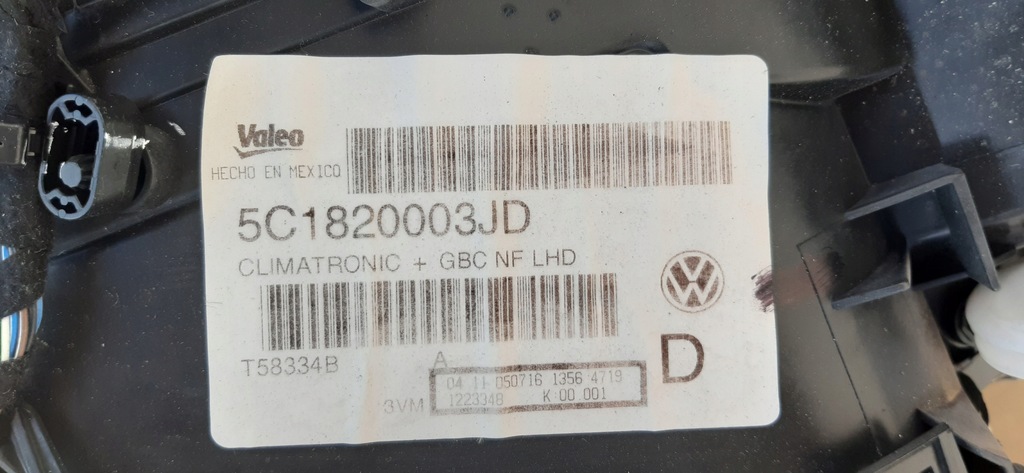 Valeo
HECHO EN MEXICO
5C1820003JD
CLIMATRONIC + GBC NF LHD
T58334B
A
D
3VM
04 11 050716 1356 4719
1223348 K:00.001